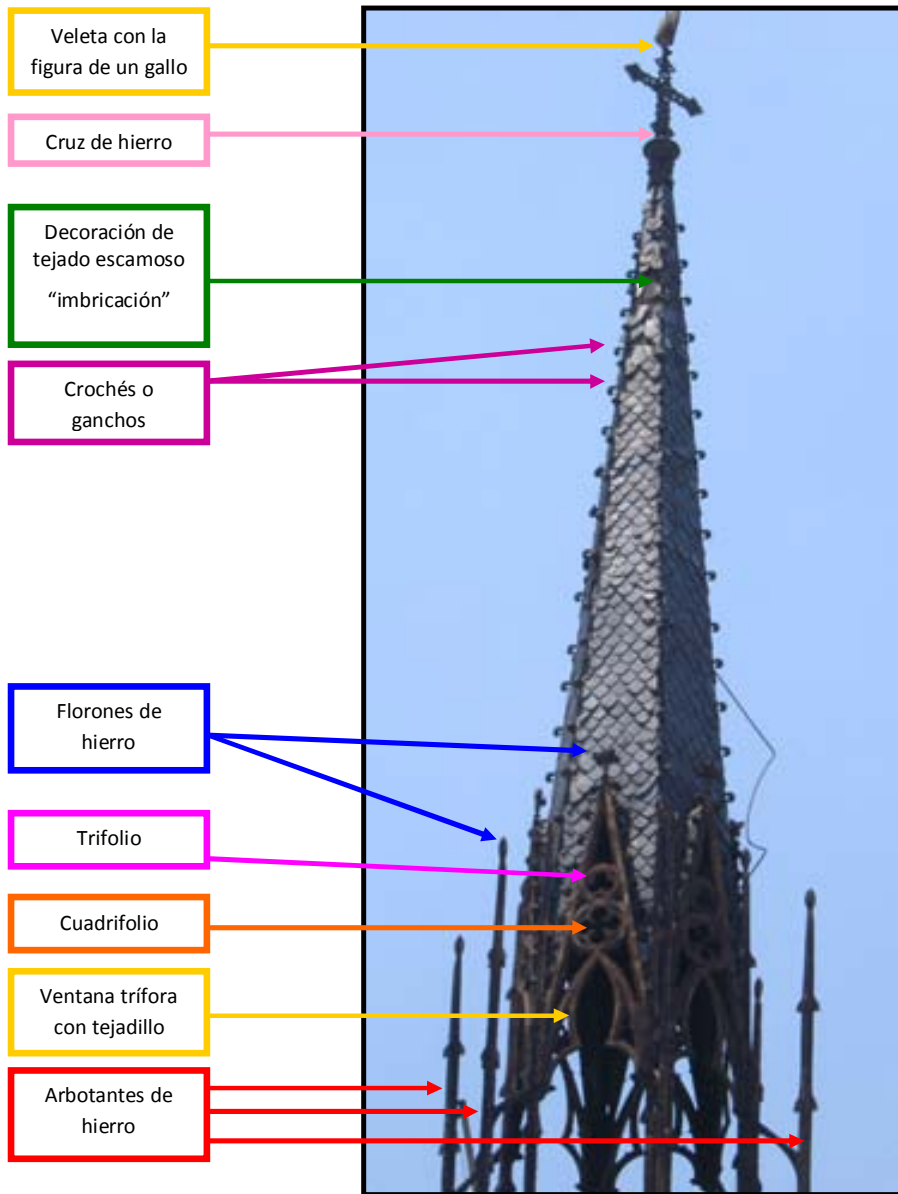 Veleta con la
figura de un gallo
Cruz de hierro
Decoración de
tejado escamoso
“imbricación”
Crochés o
ganchos
Florones de
hierro
Trifolio
Cuadrifolio
Ventana trífora
con tejadillo
Arbotantes de
hierro